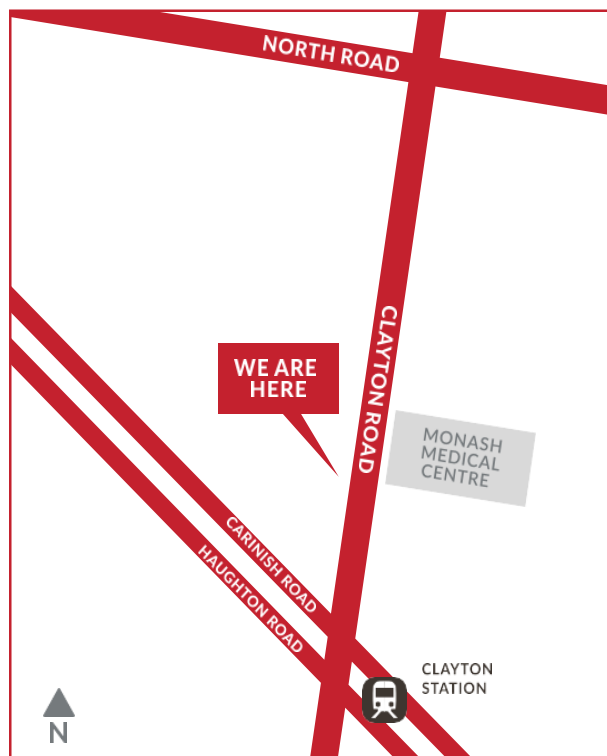 NORTH ROAD
CLAYTON ROAD
WE ARE
HERE
MONASH
MEDICAL
CENTRE
CARINISH ROAD
HAUGHTON ROAD
CLAYTON
STATION
N